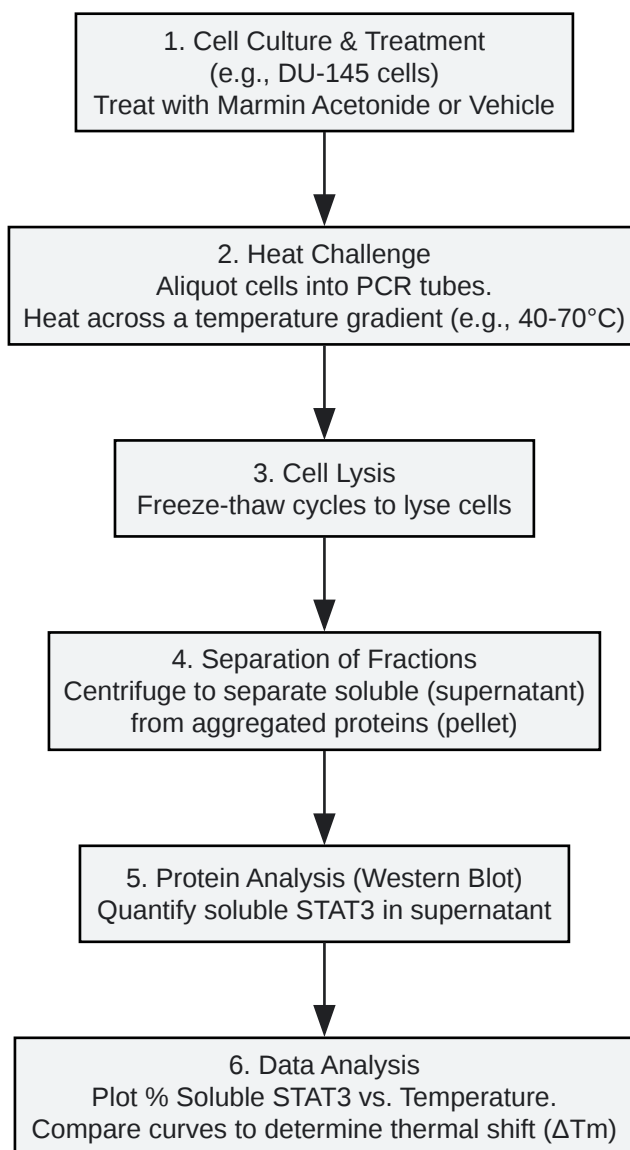 1. Cell Culture & Treatment
(e.g., DU-145 cells)
Treat with Marmin Acetonide or Vehicle
2. Heat Challenge
Aliquot cells into PCR tubes.
Heat across a temperature gradient (e.g., 40-70°C)
3. Cell Lysis
Freeze-thaw cycles to lyse cells
4. Separation of Fractions
Centrifuge to separate soluble (supernatant)
from aggregated proteins (pellet)
5. Protein Analysis (Western Blot)
Quantify soluble STAT3 in supernatant
6. Data Analysis
Plot % Soluble STAT3 vs. Temperature.
Compare curves to determine thermal shift (ΔTm)